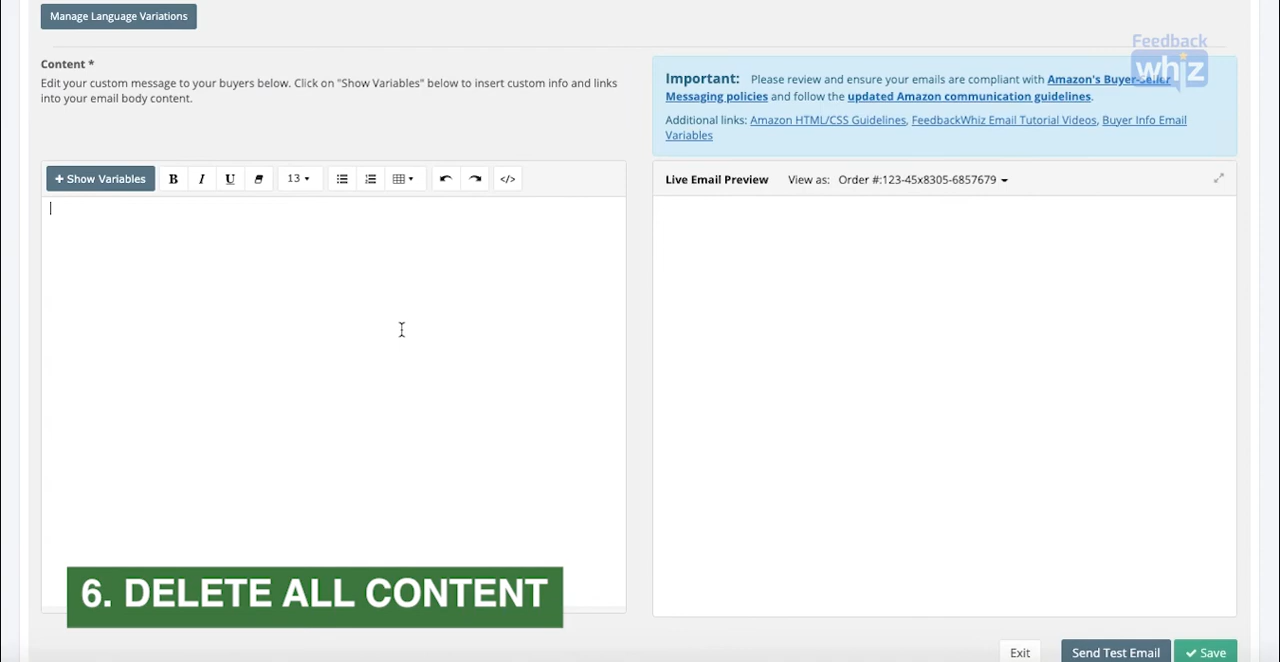 Manage Language Variations
Feedback
whiz
Content *
Edit your custom message to your buyers below. Click on "Show Variables" below to insert custom info and links
into your email body content.
Important: Please review and ensure your emails are compliant with Amazon's Buyer-Seller
Messaging policies and follow the updated Amazon communication guidelines.
Additional links: Amazon HTML/CSS Guidelines, FeedbackWhiz Email Tutorial Videos, Buyer Info Email
Variables
+ Show Variables B I U 13 </>
Live Email Preview View as: Order #:123-45x8305-6857679
6. DELETE ALL CONTENT
Exit Send Test Email Save